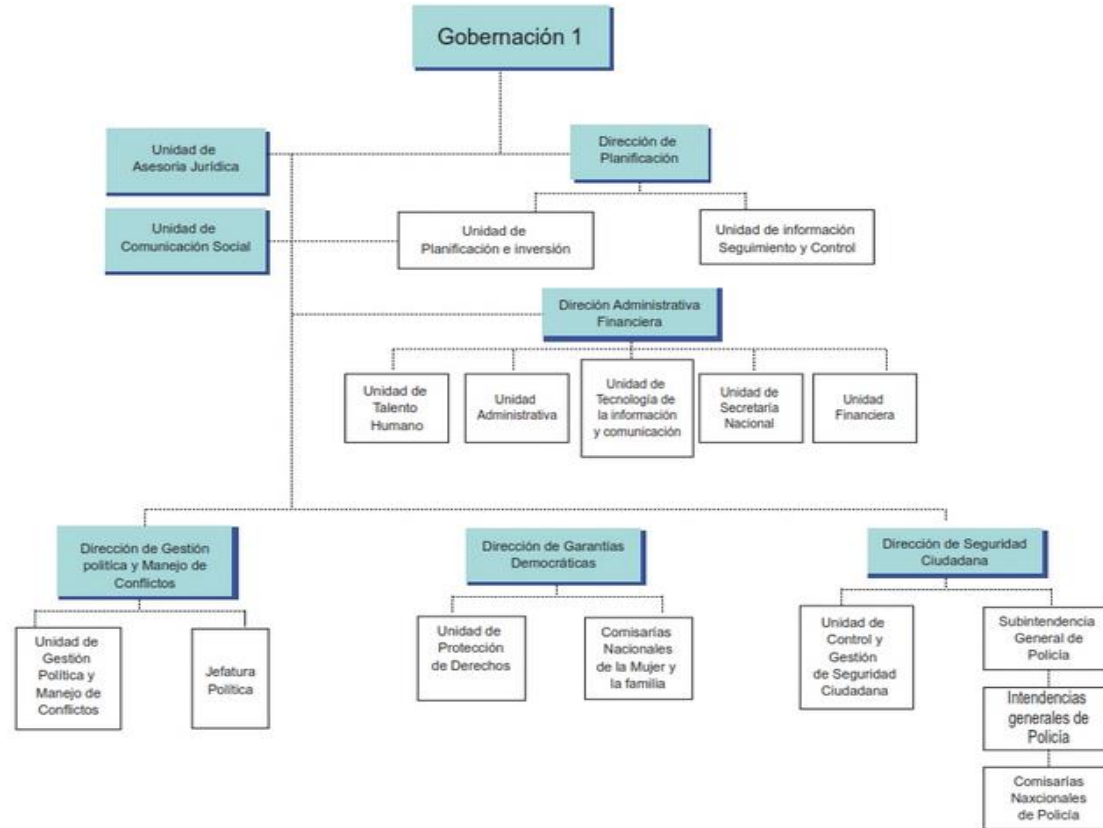 Gobernación 1
Unidad de
Asesoria Jurídica
Dirección de
Planificación
Unidad de
Comunicación Social
Unidad de
Planificación e inversión
Unidad de información
Seguimiento y Control
Direción Administrativa
Financiera
Unidad de
Talento
Humano
Unidad
Administrativa
Unidad de
Tecnología de
la información
y comunicación
Unidad de
Secretaría
Nacional
Unidad
Financiera
Dirección de Gestión
política y Manejo de
Conflictos
Dirección de Garantías
Democráticas
Dirección de Seguridad
Ciudadana
Unidad de
Gestión
Política y
Manejo de
Conflictos
Jefatura
Política
Unidad de
Protección
de Derechos
Comisarías
Nacionales
de la Mujer y
la familia
Unidad de
Control y
Gestión
de Seguridad
Ciudadana
Subintendencia
General de
Policía
Intendencias
generales de
Policía
Comisarías
Naxcionales
de Policía